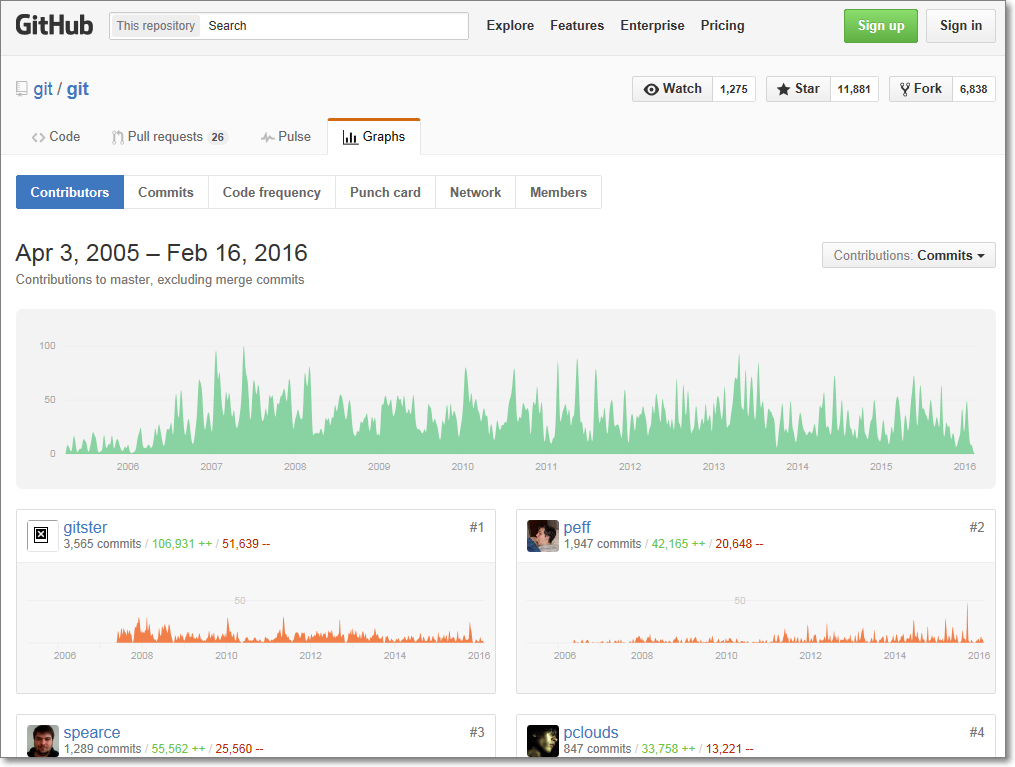 GitHub This repository Search Explore Features Enterprise Pricing Sign up Sign in
git / git Watch 1,275 Star 11,881 Fork 6,838
Code Pull requests 26 Pulse Graphs
Contributors Commits Code frequency Punch card Network Members
Apr 3, 2005 – Feb 16, 2016
Contributions: Commits
Contributions to master, excluding merge commits
100
50
0
2006 2007 2008 2009 2010 2011 2012 2013 2014 2015 2016
gitster #1
3,565 commits / 106,931 ++ / 51,639 --
50
2006 2008 2010 2012 2014 2016
peff #2
1,947 commits / 42,165 ++ / 20,648 --
50
2006 2008 2010 2012 2014 2016
spearce #3
1,289 commits / 55,562 ++ / 25,560 --
pclouds #4
847 commits / 33,758 ++ / 13,221 --